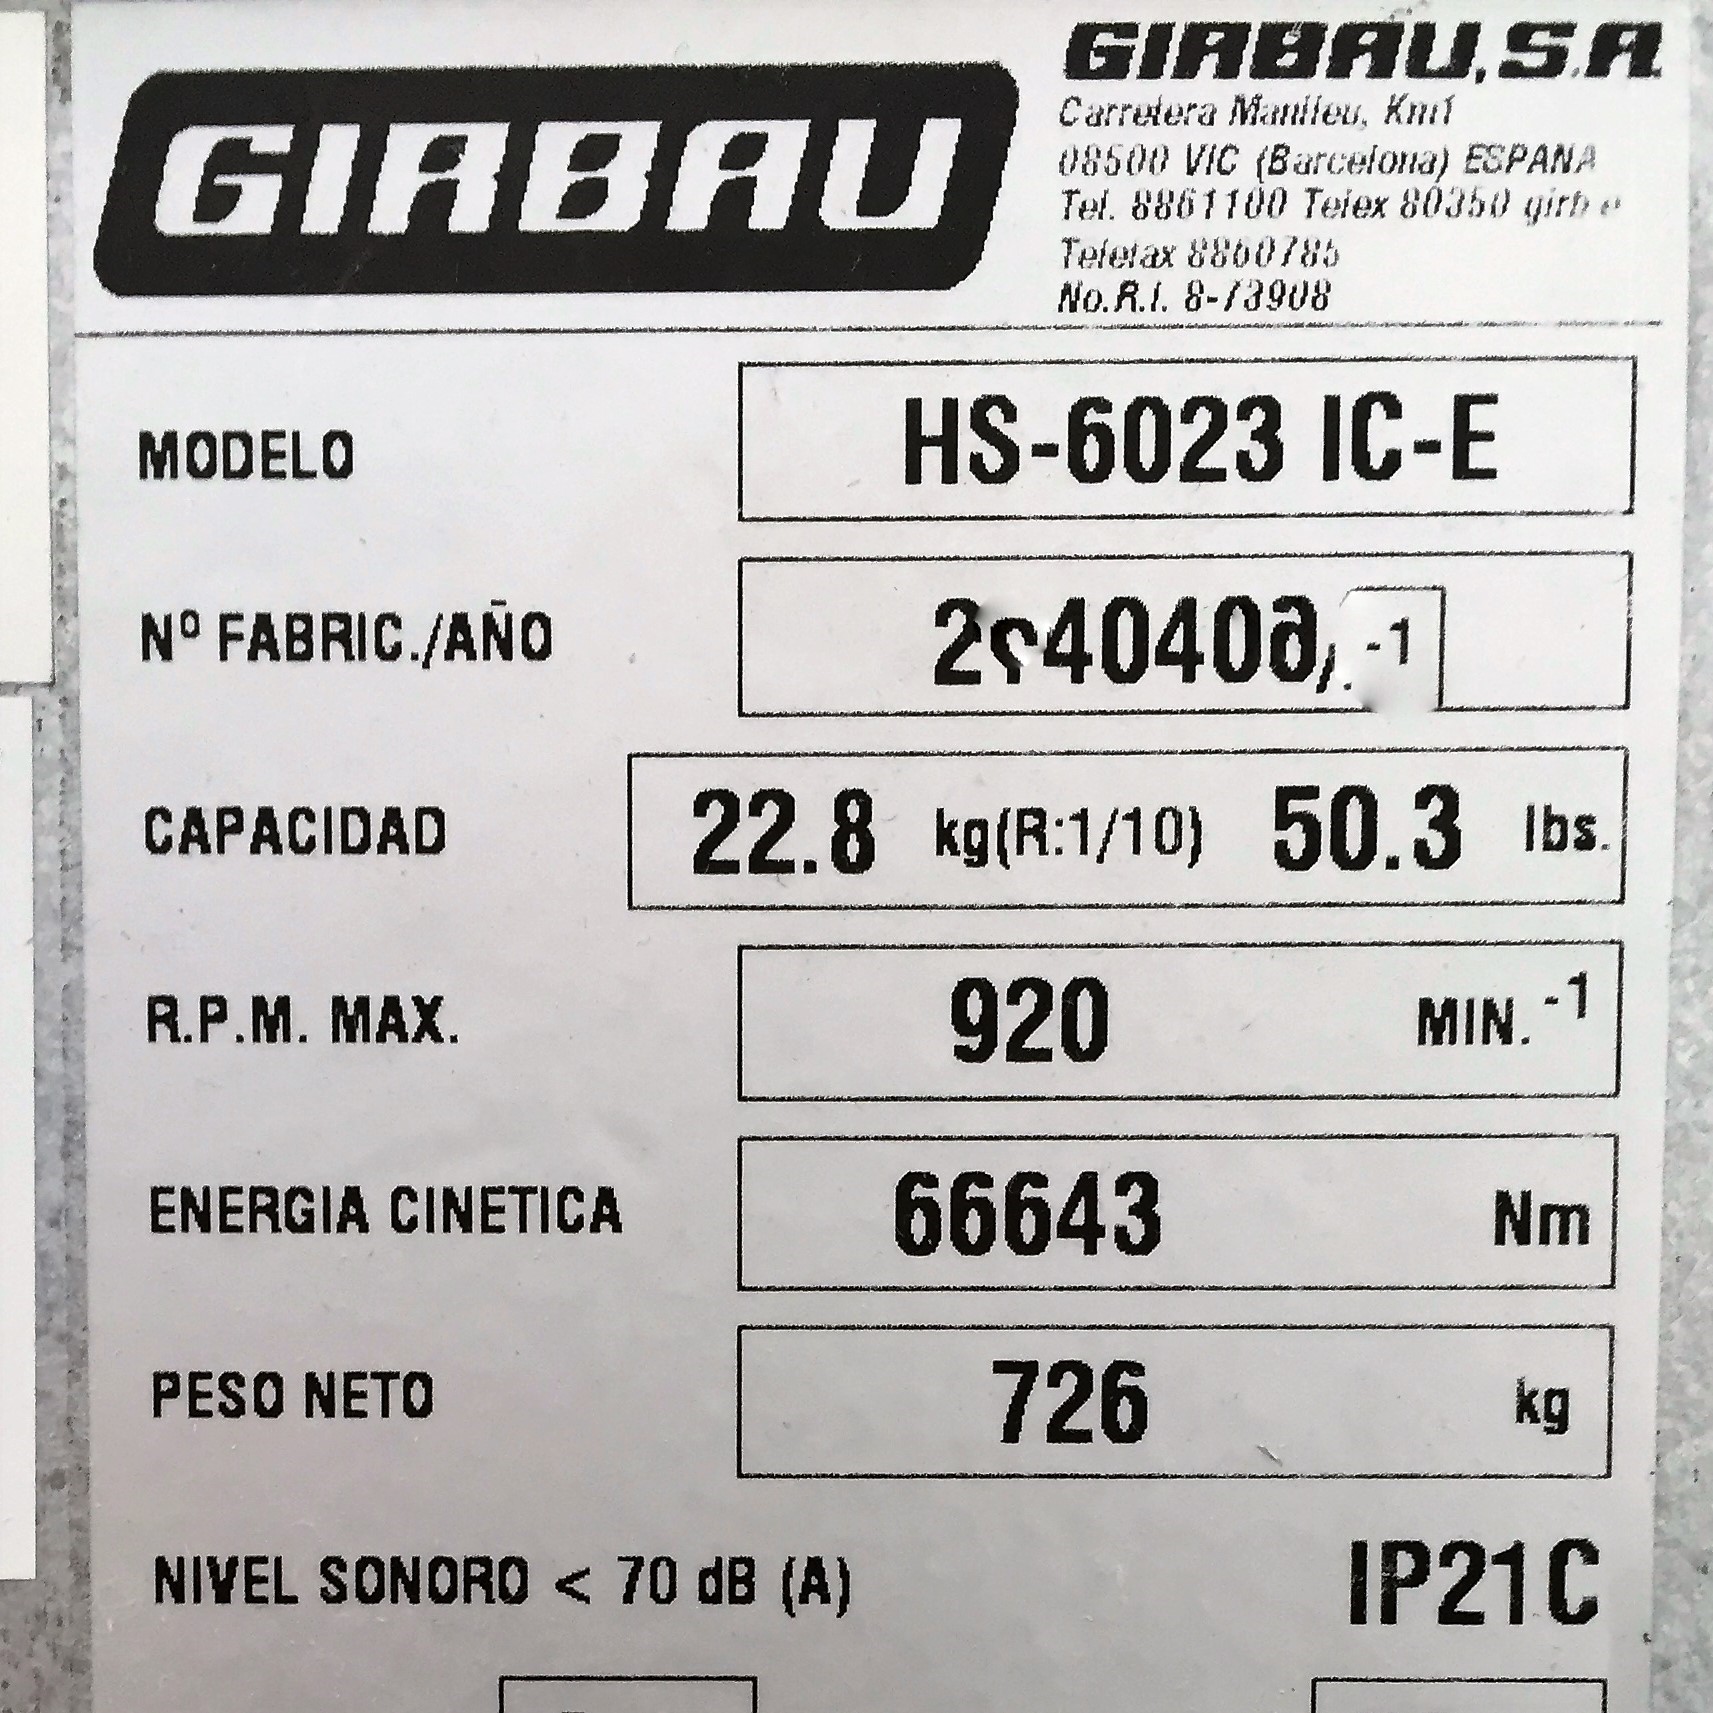 GIRBAU
GIRBAU, S.A.
Carretera Manlleu, Km1
08500 VIC (Barcelona) ESPANA
Tel. 8861100 Telex 80350 girb e
Telefax 8860785
No.R.I. 8-73908
MODELO HS-6023 IC-E
Nº FABRIC./AÑO
CAPACIDAD 22.8 kg(R:1/10) 50.3 lbs.
R.P.M. MAX. 920 MIN. -1
ENERGIA CINETICA 66643 Nm
PESO NETO 726 kg
NIVEL SONORO < 70 dB (A) IP21C